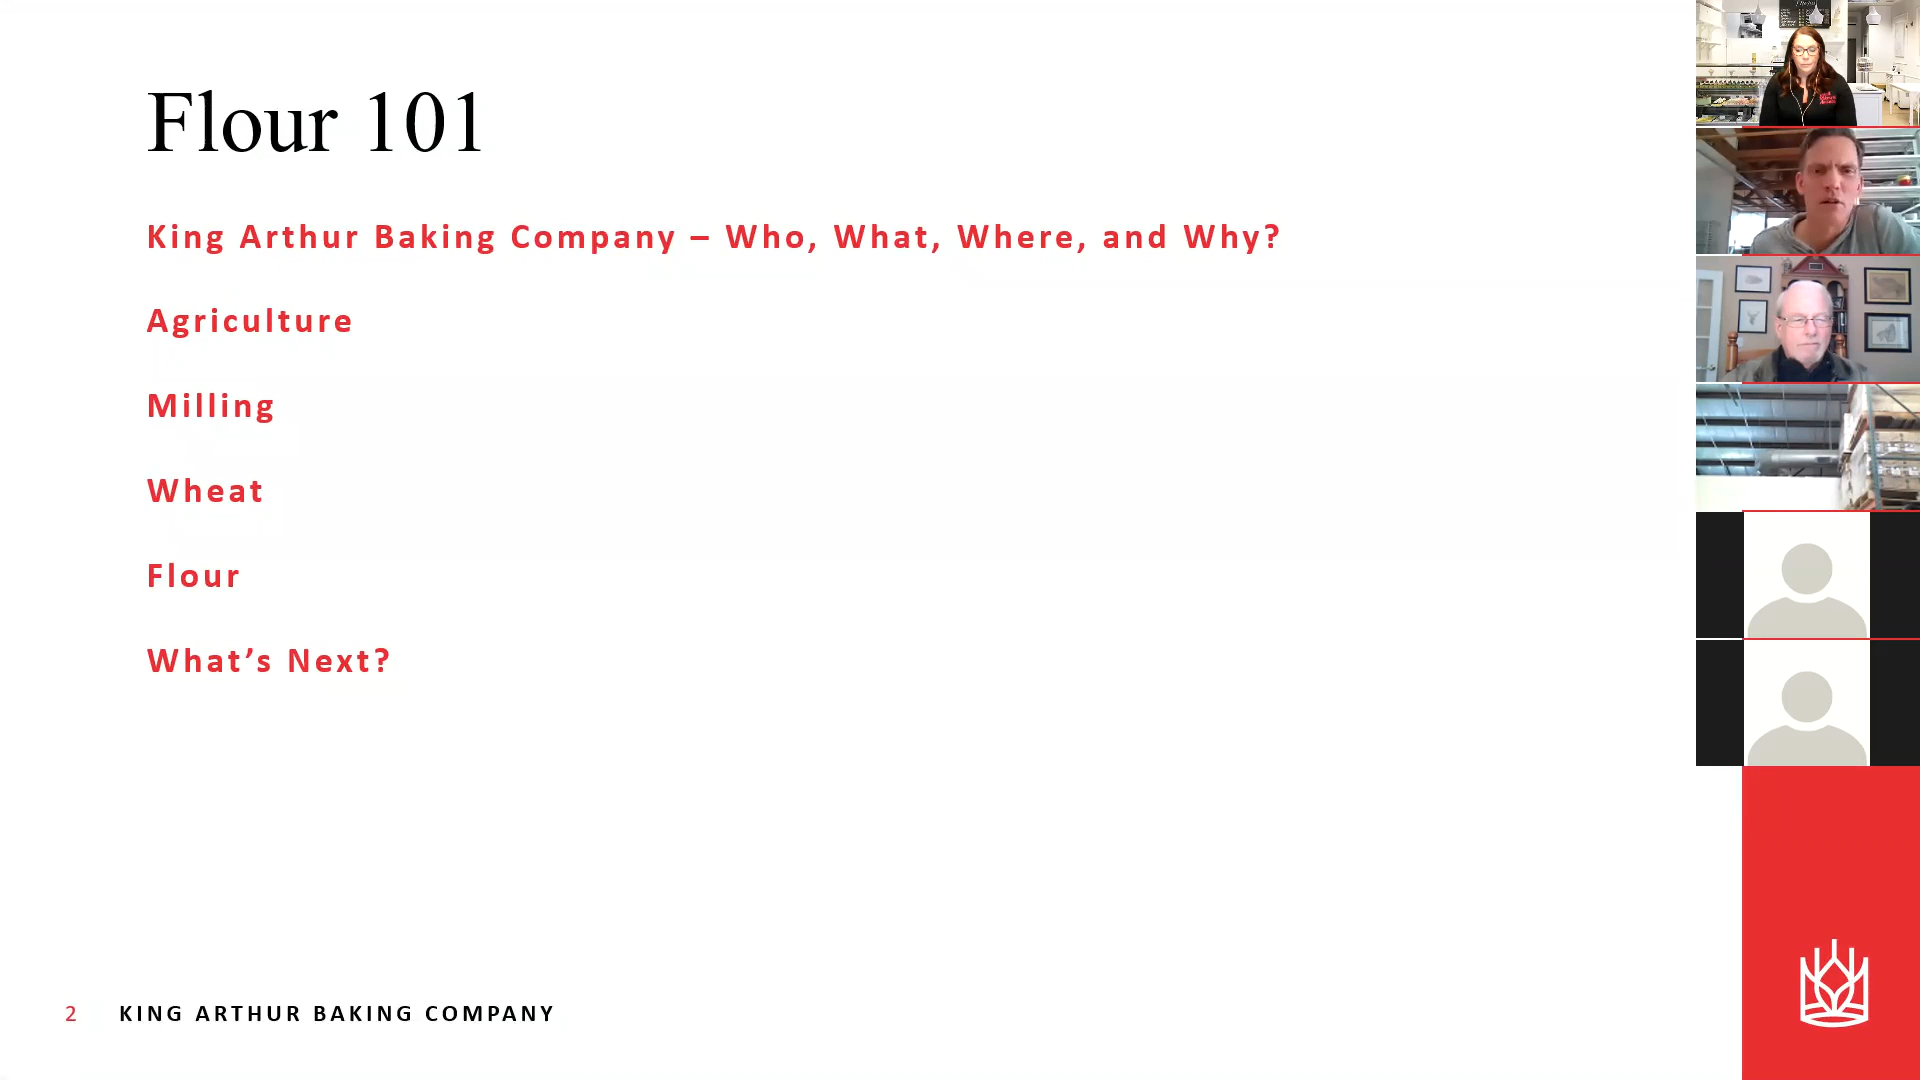 Flour 101
King Arthur Baking Company – Who, What, Where, and Why?
Agriculture
Milling
Wheat
Flour
What’s Next?
2 KING ARTHUR BAKING COMPANY